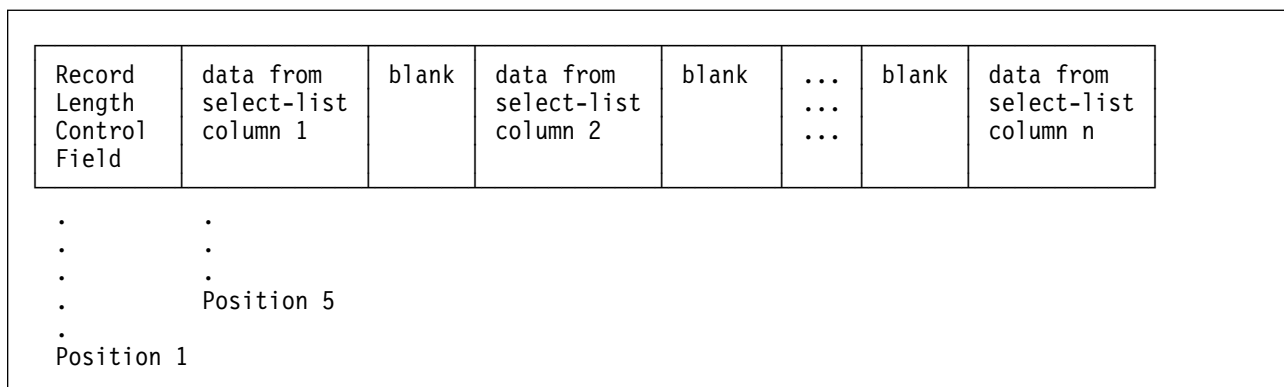 Record data from blank data from blank ... blank data from
Length select-list select-list ... select-list
Control column 1 column 2 ... column n
Field
. .
. .
. .
. Position 5
.
Position 1